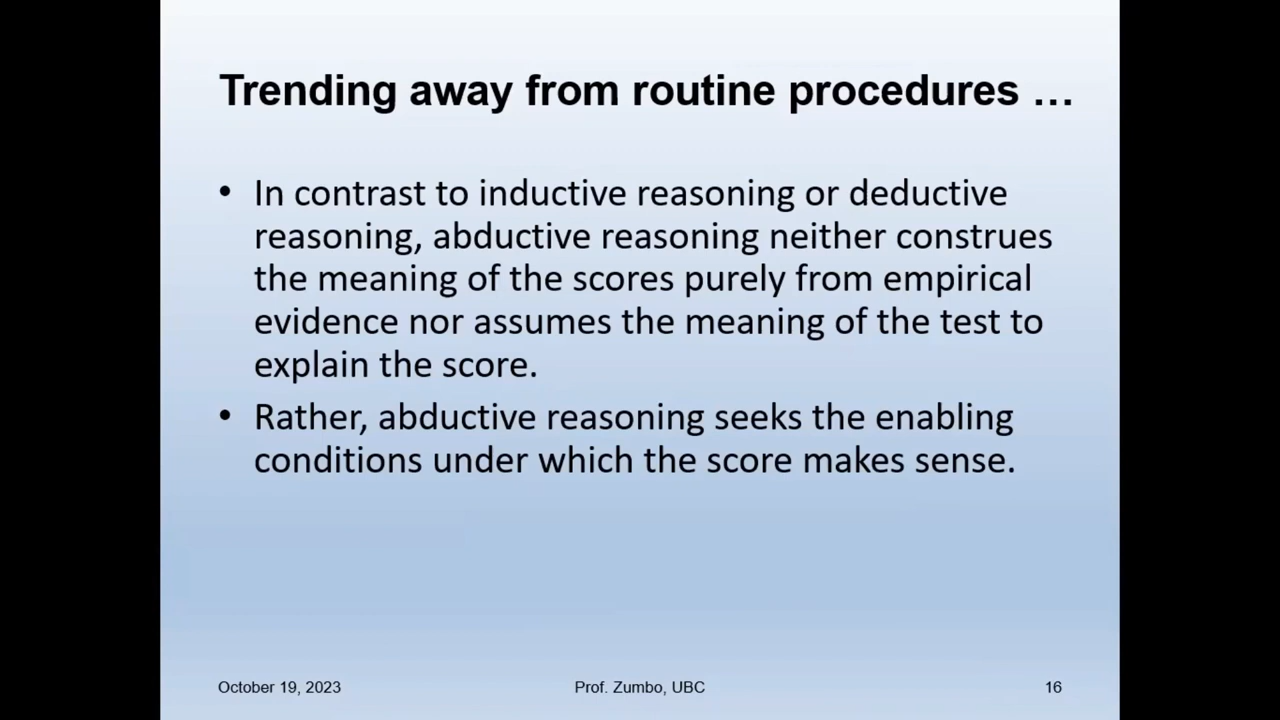 Trending away from routine procedures …
• In contrast to inductive reasoning or deductive
reasoning, abductive reasoning neither construes
the meaning of the scores purely from empirical
evidence nor assumes the meaning of the test to
explain the score.
• Rather, abductive reasoning seeks the enabling
conditions under which the score makes sense.
October 19, 2023
Prof. Zumbo, UBC
16